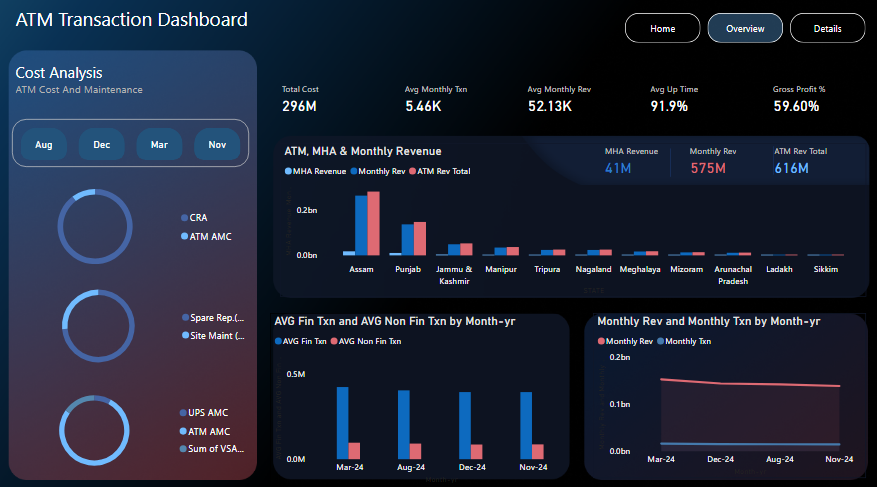 ATM Transaction Dashboard
Home
Overview
Details
Cost Analysis
ATM Cost And Maintenance
Aug
Dec
Mar
Nov
CRA
ATM AMC
Spare Rep.(...
Site Maint (...
UPS AMC
ATM AMC
Sum of VSA...
Total Cost
296M
Avg Monthly Txn
5.46K
Avg Monthly Rev
52.13K
Avg Up Time
91.9%
Gross Profit %
59.60%
ATM, MHA & Monthly Revenue
MHA Revenue
41M
Monthly Rev
575M
ATM Rev Total
616M
MHA Revenue Monthly Rev ATM Rev Total
0.2bn
0.0bn
Assam
Punjab
Jammu &
Kashmir
Manipur
Tripura
Nagaland
Meghalaya
Mizoram
Arunachal
Pradesh
Ladakh
Sikkim
AVG Fin Txn and AVG Non Fin Txn by Month-yr
AVG Fin Txn AVG Non Fin Txn
0.5M
0.0M
Mar-24
Aug-24
Dec-24
Nov-24
Month-yr
Monthly Rev and Monthly Txn by Month-yr
Monthly Rev Monthly Txn
0.2bn
0.1bn
0.0bn
Mar-24
Dec-24
Aug-24
Nov-24